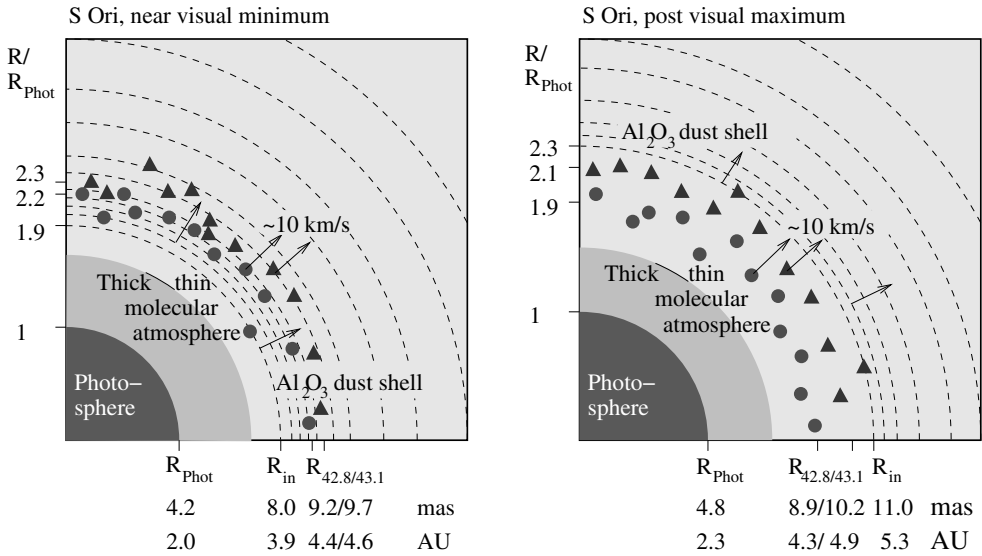 S Ori, near visual minimum
R/
R_Phot
2.3
2.2
1.9
1
~10 km/s
Thick thin
molecular
atmosphere
Al2O3 dust shell
Photo-
sphere
R_Phot R_in R_42.8/43.1
4.2 8.0 9.2/9.7 mas
2.0 3.9 4.4/4.6 AU
S Ori, post visual maximum
R/
R_Phot
2.3
2.1
1.9
1
Al2O3 dust shell
~10 km/s
Thick thin
molecular
atmosphere
Photo-
sphere
R_Phot R_42.8/43.1 R_in
4.8 8.9/10.2 11.0 mas
2.3 4.3/ 4.9 5.3 AU